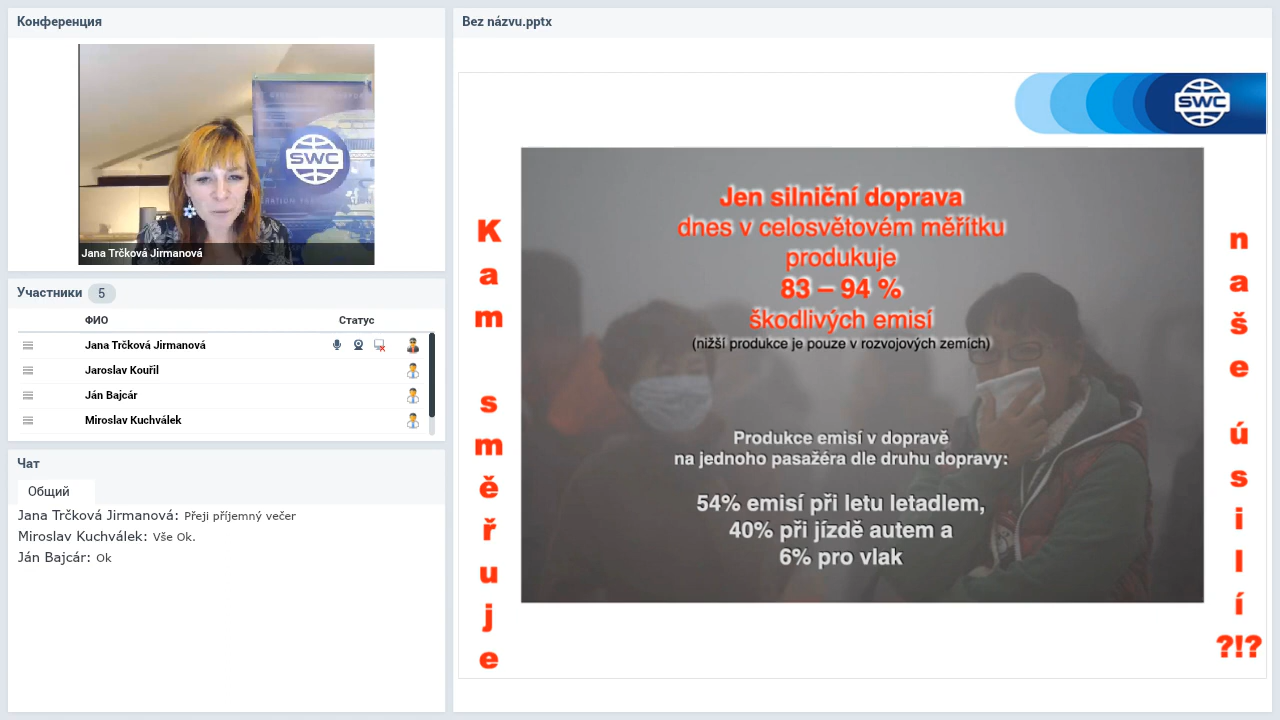 Конференция
SWC
Jana Trčková Jirmanová
Участники 5
ФИО Статус
Jana Trčková Jirmanová
Jaroslav Kouřil
Ján Bajcár
Miroslav Kuchválek
Чат
Общий
Jana Trčková Jirmanová: Přeji příjemný večer
Miroslav Kuchválek: Vše Ok.
Ján Bajcár: Ok
Bez názvu.pptx
SWC
Kam směřuje
Jen silniční doprava
dnes v celosvětovém měřítku
produkuje
83 – 94 %
škodlivých emisí
(nižší produkce je pouze v rozvojových zemích)
Produkce emisí v dopravě
na jednoho pasažéra dle druhu dopravy:
54% emisí při letu letadlem,
40% při jízdě autem a
6% pro vlak
naše úsilí?!?